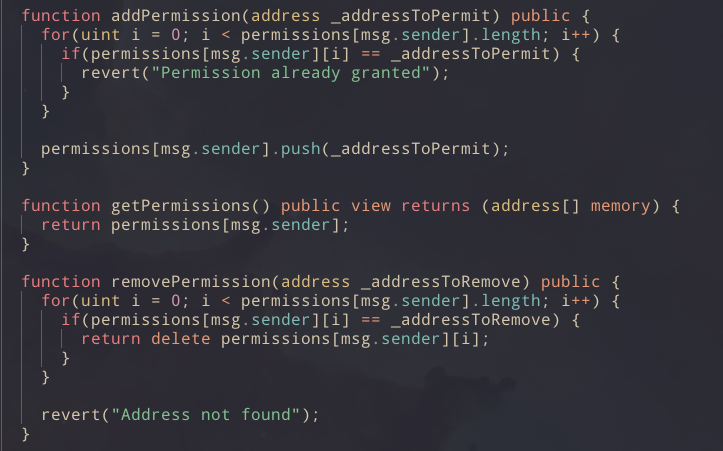 function addPermission(address _addressToPermit) public {
for(uint i = 0; i < permissions[msg.sender].length; i++) {
if(permissions[msg.sender][i] == _addressToPermit) {
revert("Permission already granted");
}
}
permissions[msg.sender].push(_addressToPermit);
}
function getPermissions() public view returns (address[] memory) {
return permissions[msg.sender];
}
function removePermission(address _addressToRemove) public {
for(uint i = 0; i < permissions[msg.sender].length; i++) {
if(permissions[msg.sender][i] == _addressToRemove) {
return delete permissions[msg.sender][i];
}
}
revert("Address not found");
}